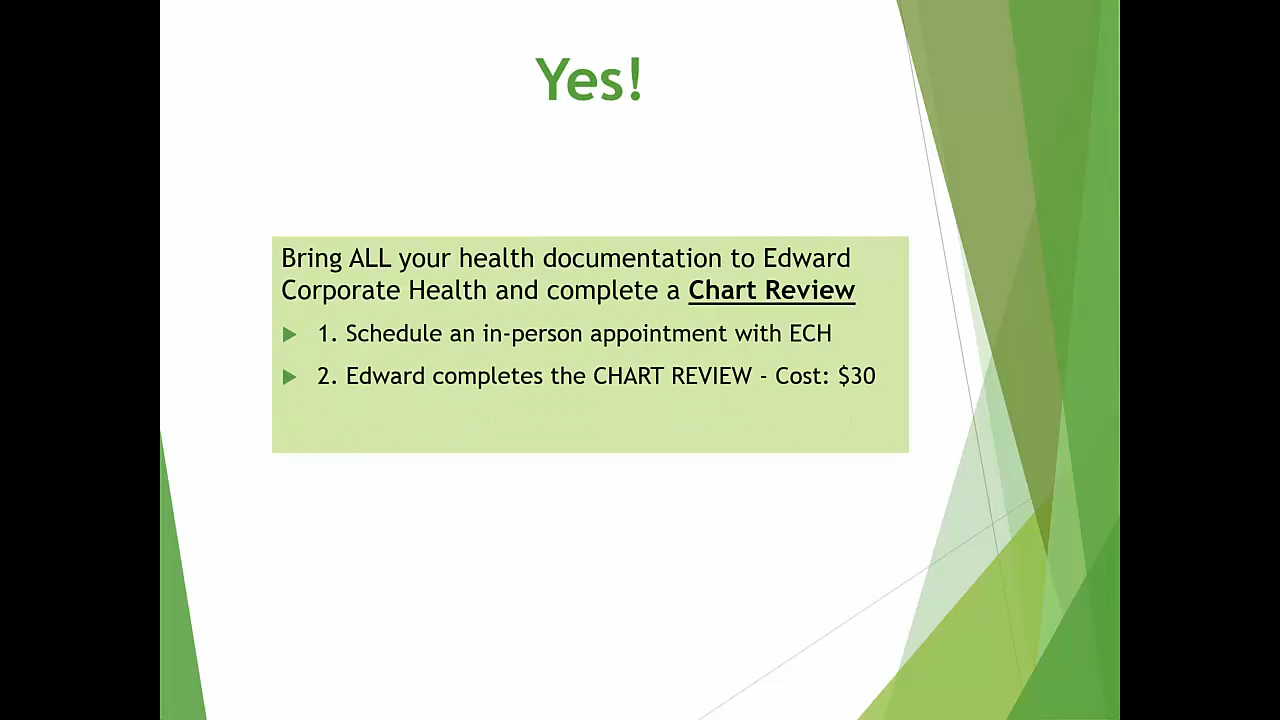 Yes!
Bring ALL your health documentation to Edward
Corporate Health and complete a Chart Review
1. Schedule an in-person appointment with ECH
2. Edward completes the CHART REVIEW - Cost: $30